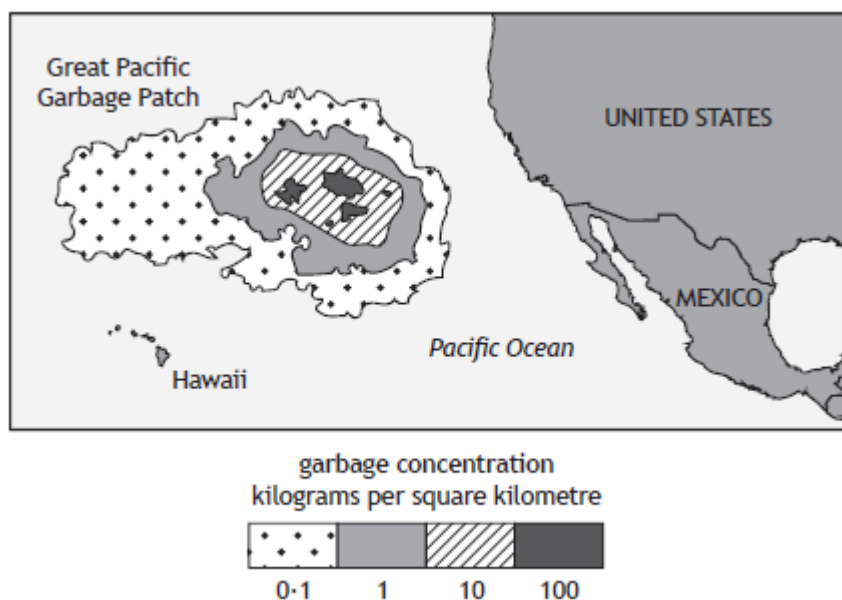 Great Pacific
Garbage Patch
UNITED STATES
MEXICO
Pacific Ocean
Hawaii
garbage concentration
kilograms per square kilometre
0·1 1 10 100